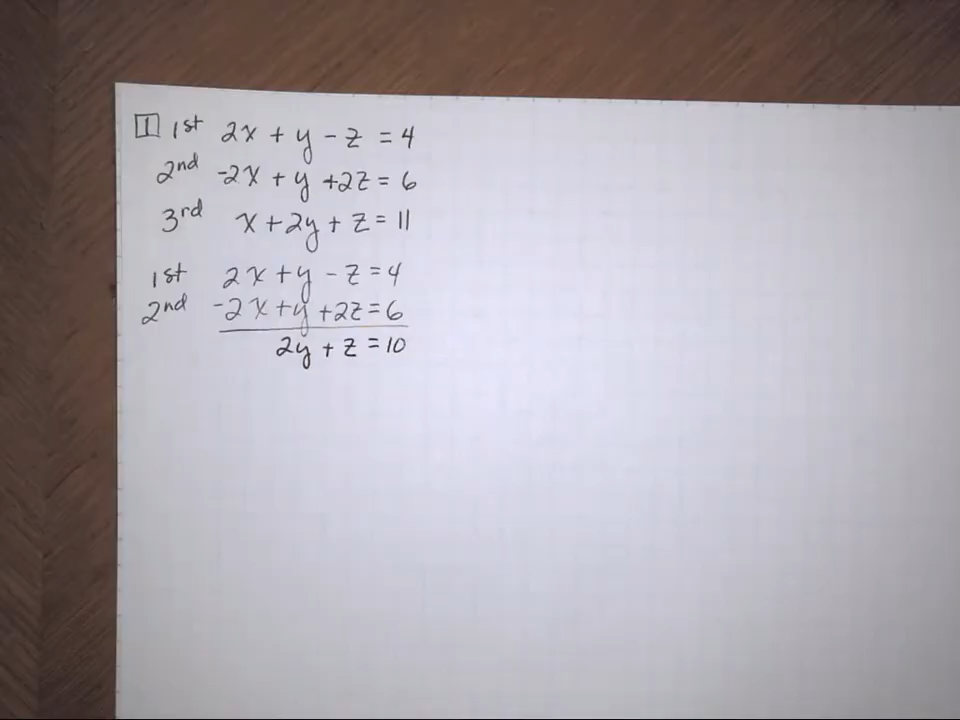 1 1st 2x + y - z = 4
2nd -2x + y + 2z = 6
3rd x + 2y + z = 11
1st 2x + y - z = 4
2nd -2x + y + 2z = 6
2y + z = 10